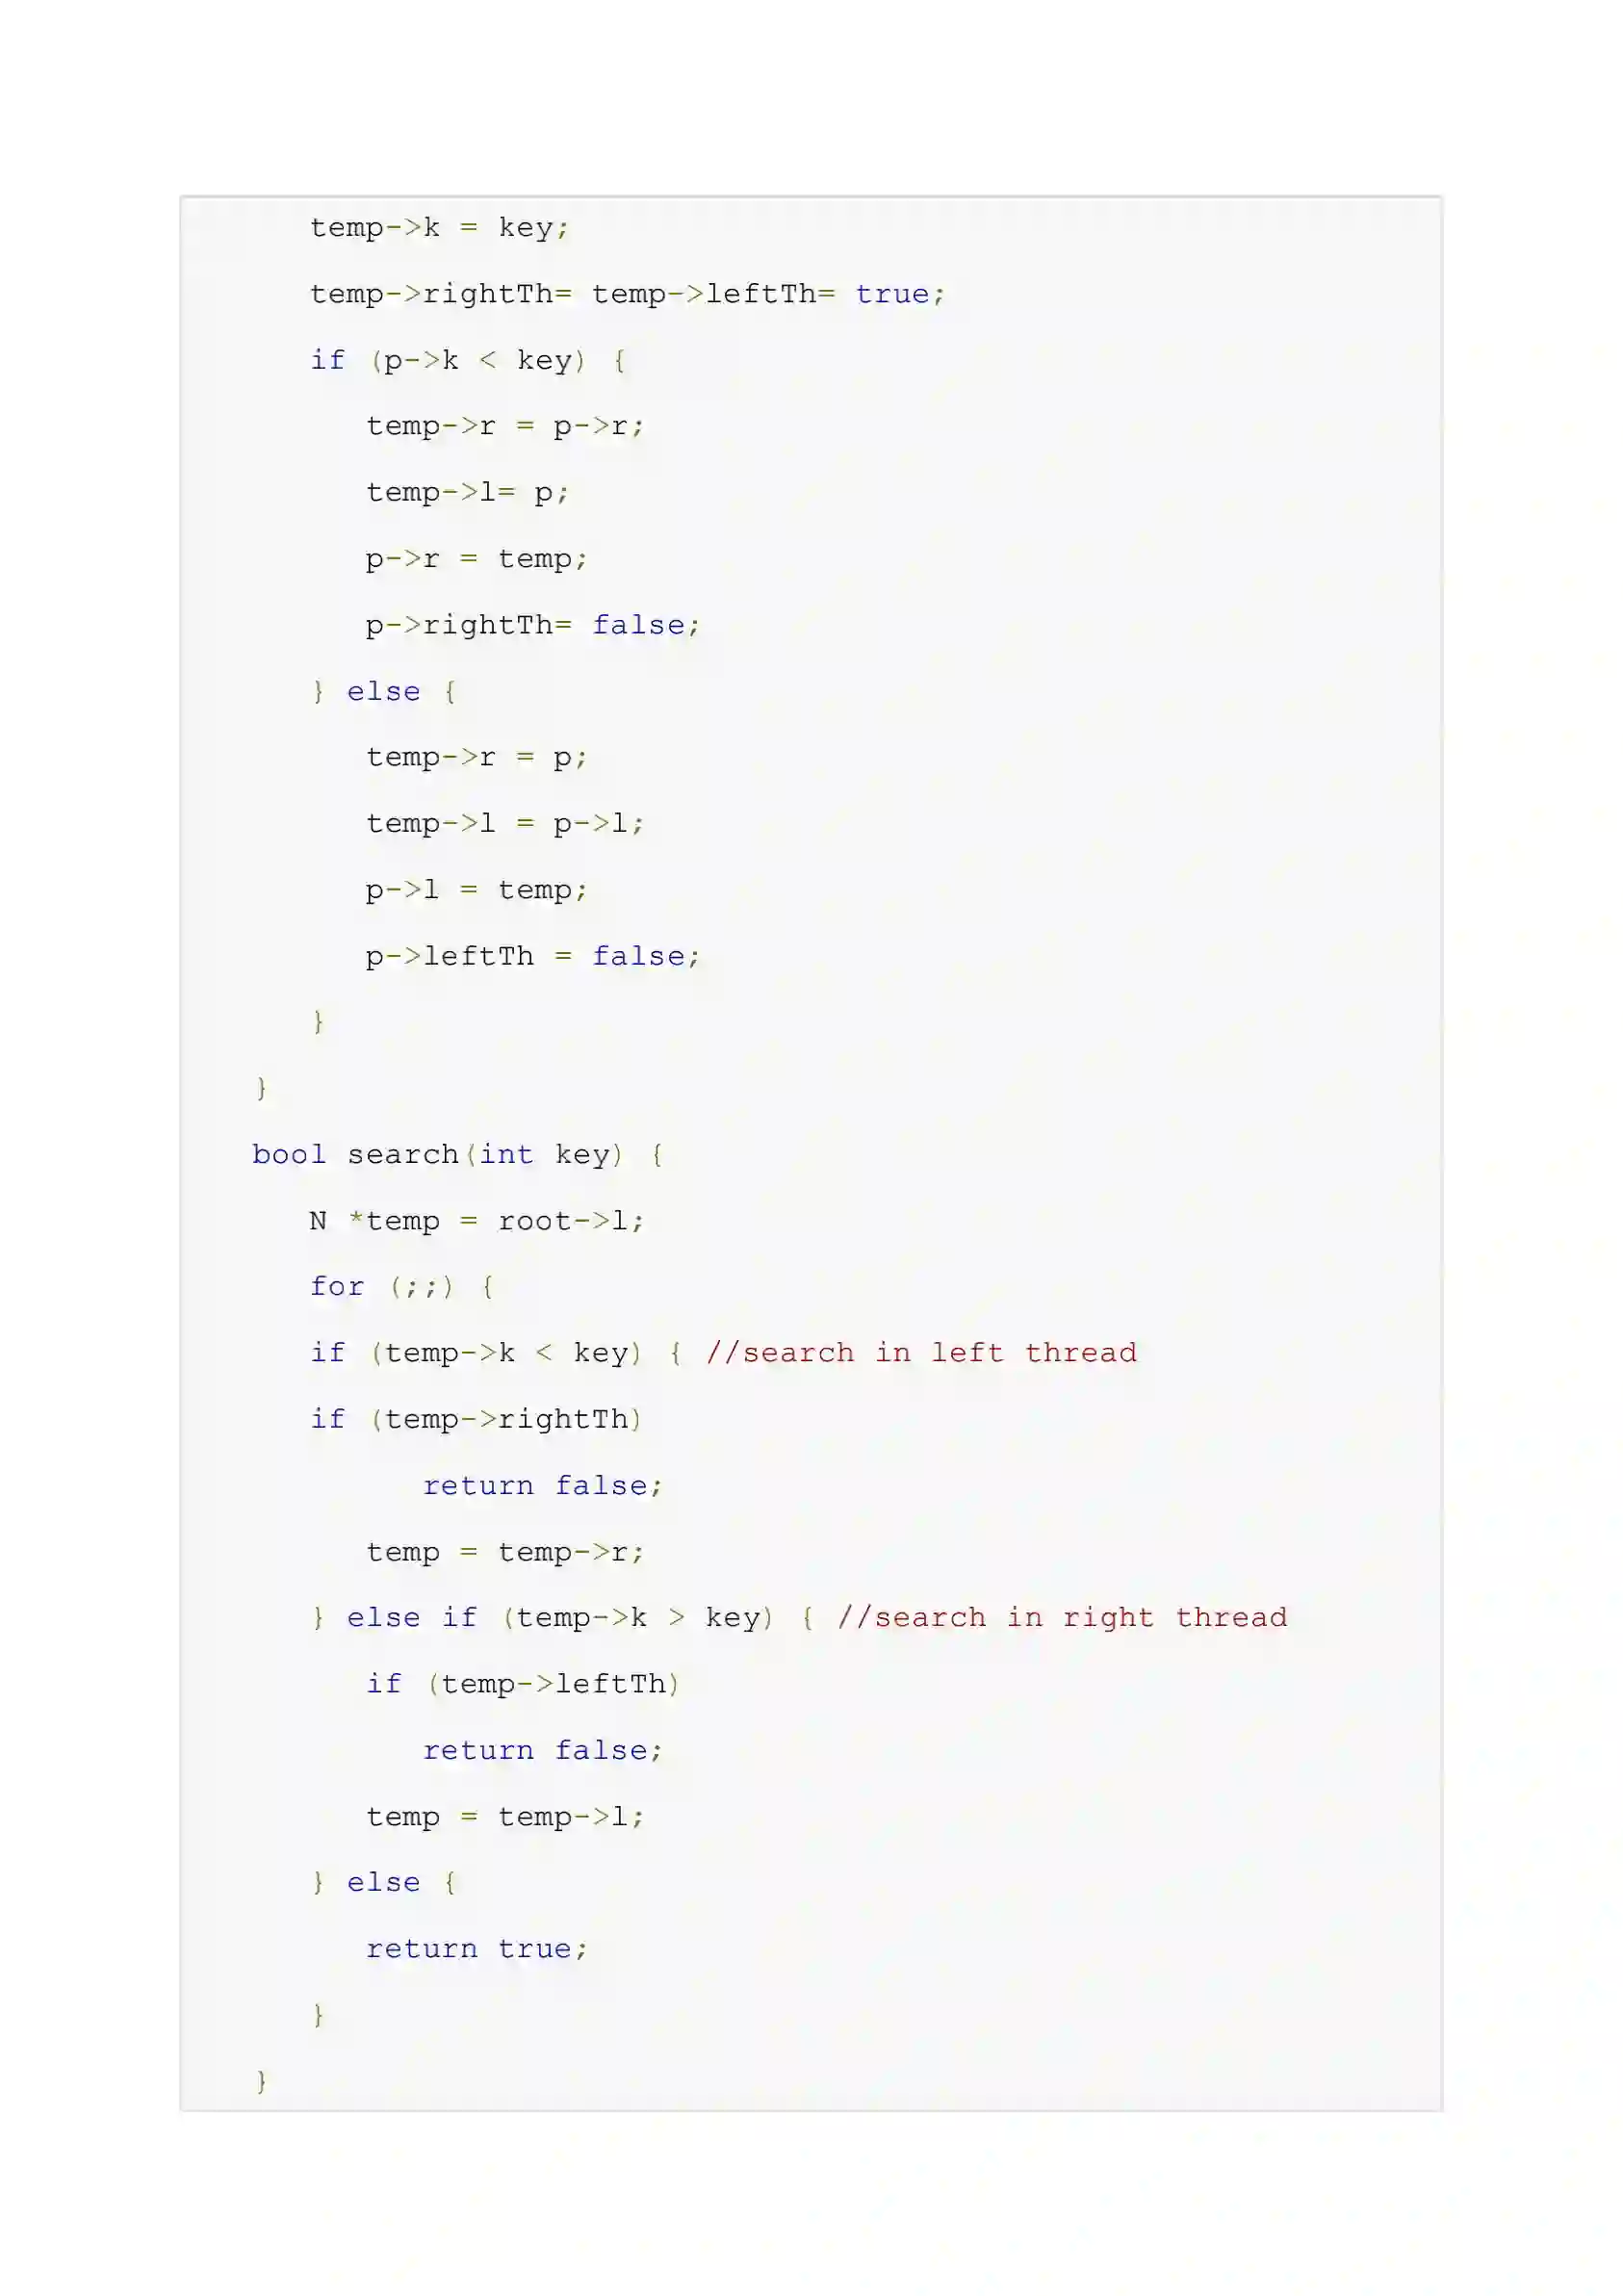 temp->k = key;
temp->rightTh= temp->leftTh= true;
if (p->k < key) {
temp->r = p->r;
temp->l= p;
p->r = temp;
p->rightTh= false;
} else {
temp->r = p;
temp->l = p->l;
p->l = temp;
p->leftTh = false;
}
}
bool search(int key) {
N *temp = root->l;
for (;;) {
if (temp->k < key) { //search in left thread
if (temp->rightTh)
return false;
temp = temp->r;
} else if (temp->k > key) { //search in right thread
if (temp->leftTh)
return false;
temp = temp->l;
} else {
return true;
}
}